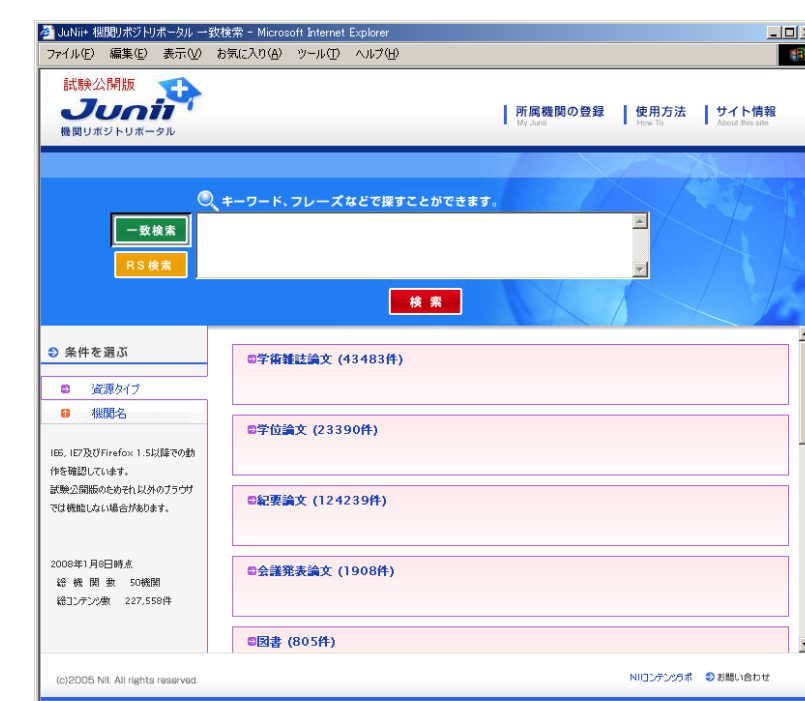 JuNii+ 機関リポジトリポータル 一致検索 - Microsoft Internet Explorer
ファイル(F) 編集(E) 表示(V) お気に入り(A) ツール(T) ヘルプ(H)
試験公開版
Junii
機関リポジトリポータル
所属機関の登録 使用方法 サイト情報
My Junii How To About this site
キーワード、フレーズなどで探すことができます。
一致検索
RS検索
検索
条件を選ぶ
資源タイプ
機関名
IE6, IE7及びFirefox 1.5以降での動
作を確認しています。
試験公開版のためそれ以外のブラウザ
では機能しない場合があります。
2008年1月8日時点
総機関数 50機関
総コンテンツ数 227,558件
学術雑誌論文 (43483件)
学位論文 (23390件)
紀要論文 (124239件)
会議発表論文 (1908件)
図書 (805件)
(c)2005 NII. All rights reserved.
NIIコンテンツラボ お問い合わせ